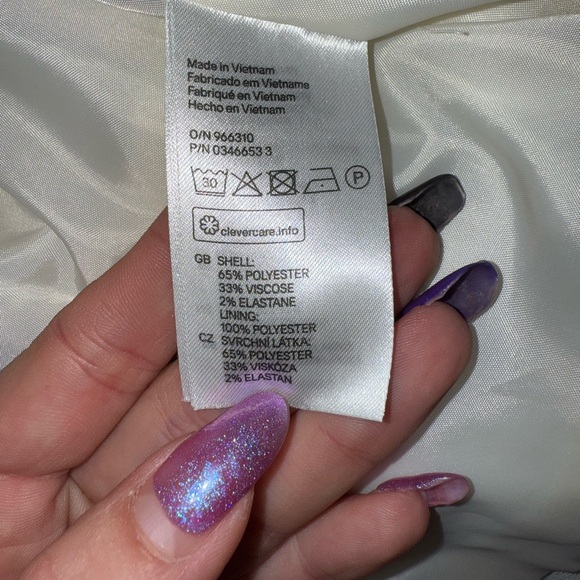 Made in Vietnam
Fabricado em Vietname
Fabriqué en Vietnam
Hecho en Vietnam
O/N 966310
P/N 0346653 3
30 P
clevercare.info
GB SHELL:
65% POLYESTER
33% VISCOSE
2% ELASTANE
LINING:
100% POLYESTER
CZ SVRCHNÍ LÁTKA:
65% POLYESTER
33% VISKÓZA
2% ELASTAN